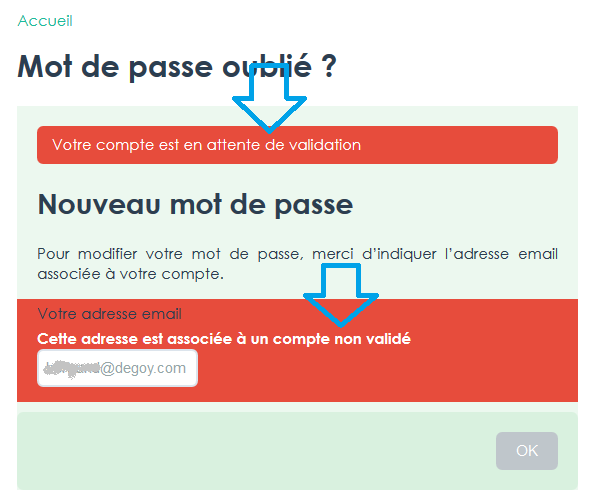 Accueil
Mot de passe oublié ?
Votre compte est en attente de validation
Nouveau mot de passe
Pour modifier votre mot de passe, merci d’indiquer l’adresse email
associée à votre compte.
Votre adresse email
Cette adresse est associée à un compte non validé
@degoy.com
OK